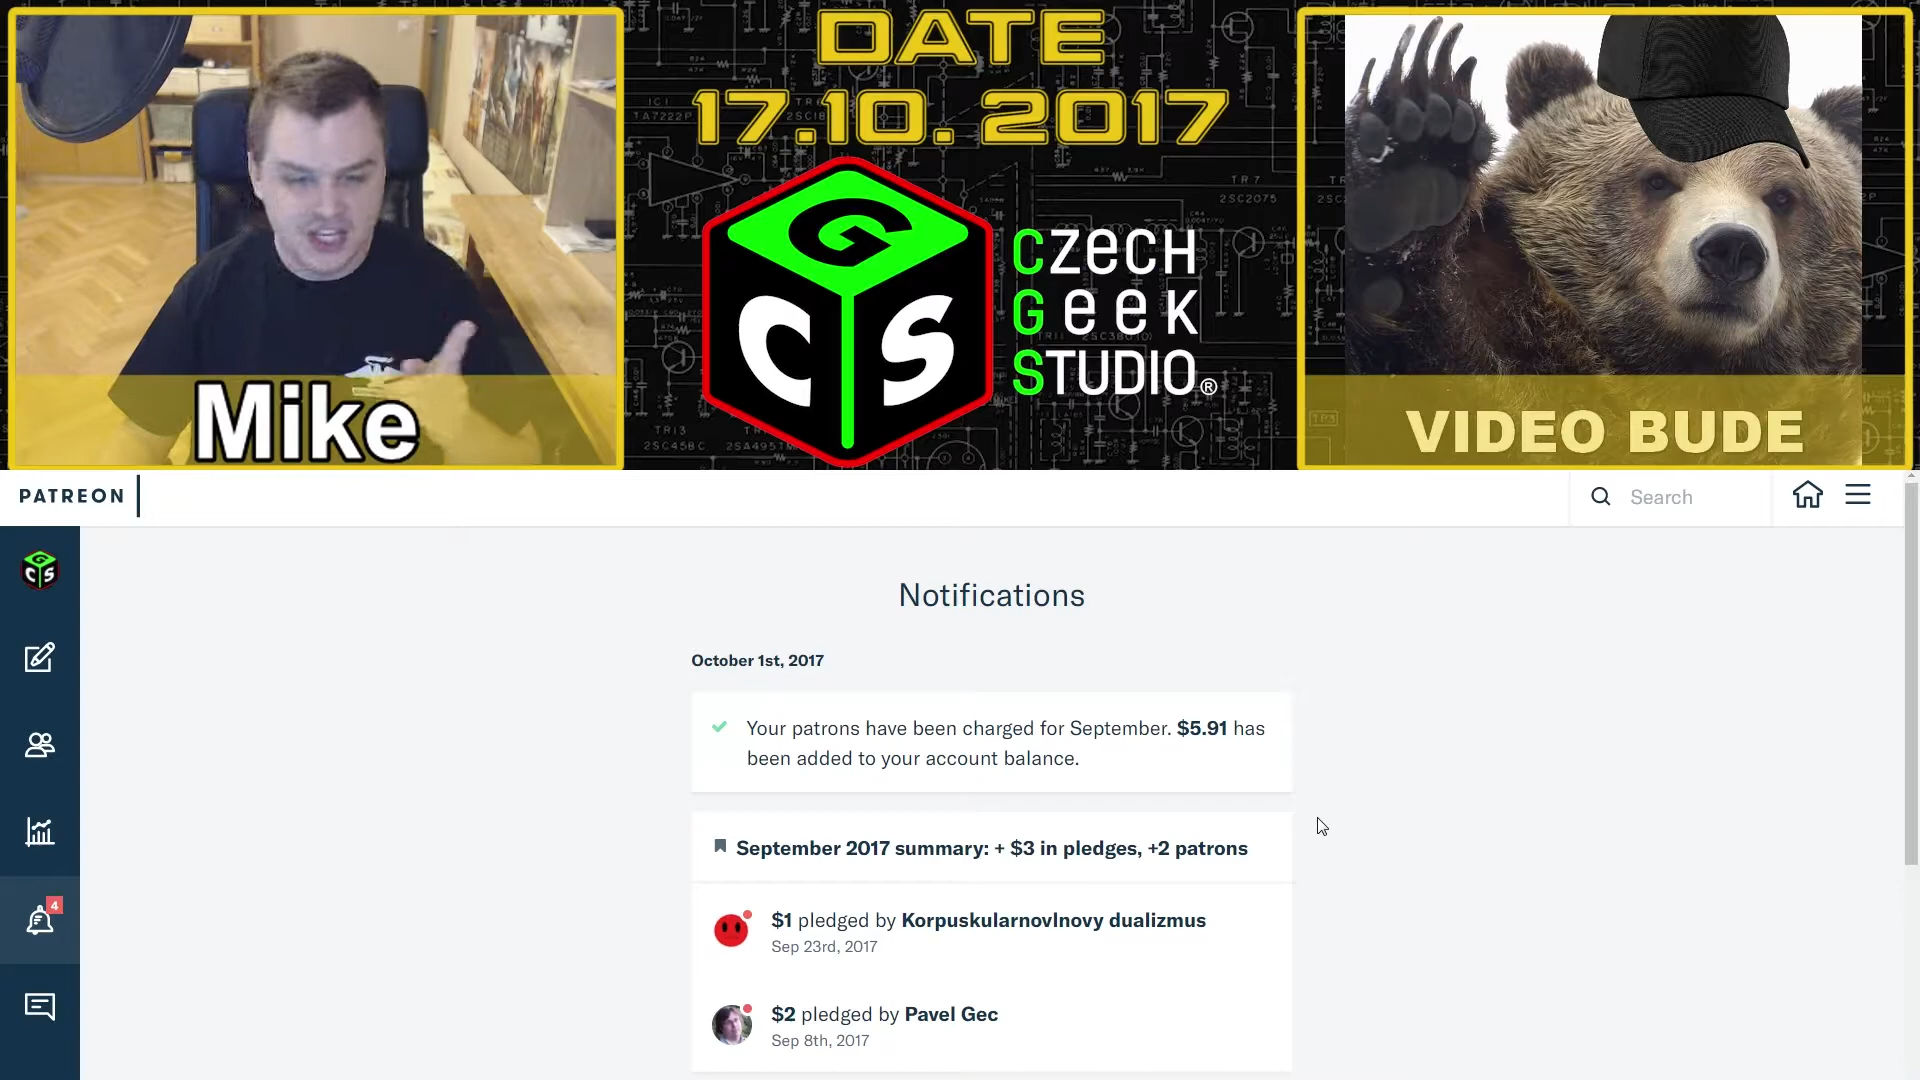 DATE
17.10.2017
G
C S
CZECH
GEEK
STUDIO®
Mike
VIDEO BUDE
PATREON
Search
Notifications
October 1st, 2017
Your patrons have been charged for September. $5.91 has
been added to your account balance.
September 2017 summary: + $3 in pledges, +2 patrons
4
$1 pledged by Korpuskularnovlnovy dualizmus
Sep 23rd, 2017
$2 pledged by Pavel Gec
Sep 8th, 2017